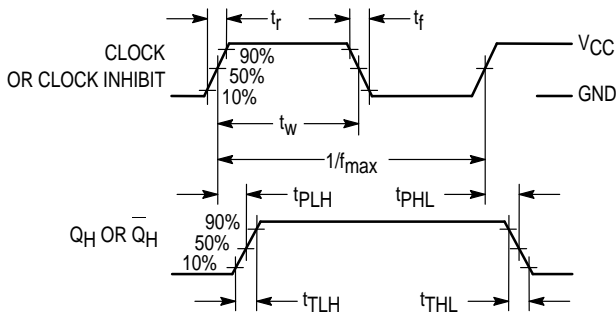 tr
tf
CLOCK
OR CLOCK INHIBIT
90%
50%
10%
VCC
GND
tw
1/fmax
tPLH
tPHL
QH OR Q̅H
90%
50%
10%
tTLH
tTHL